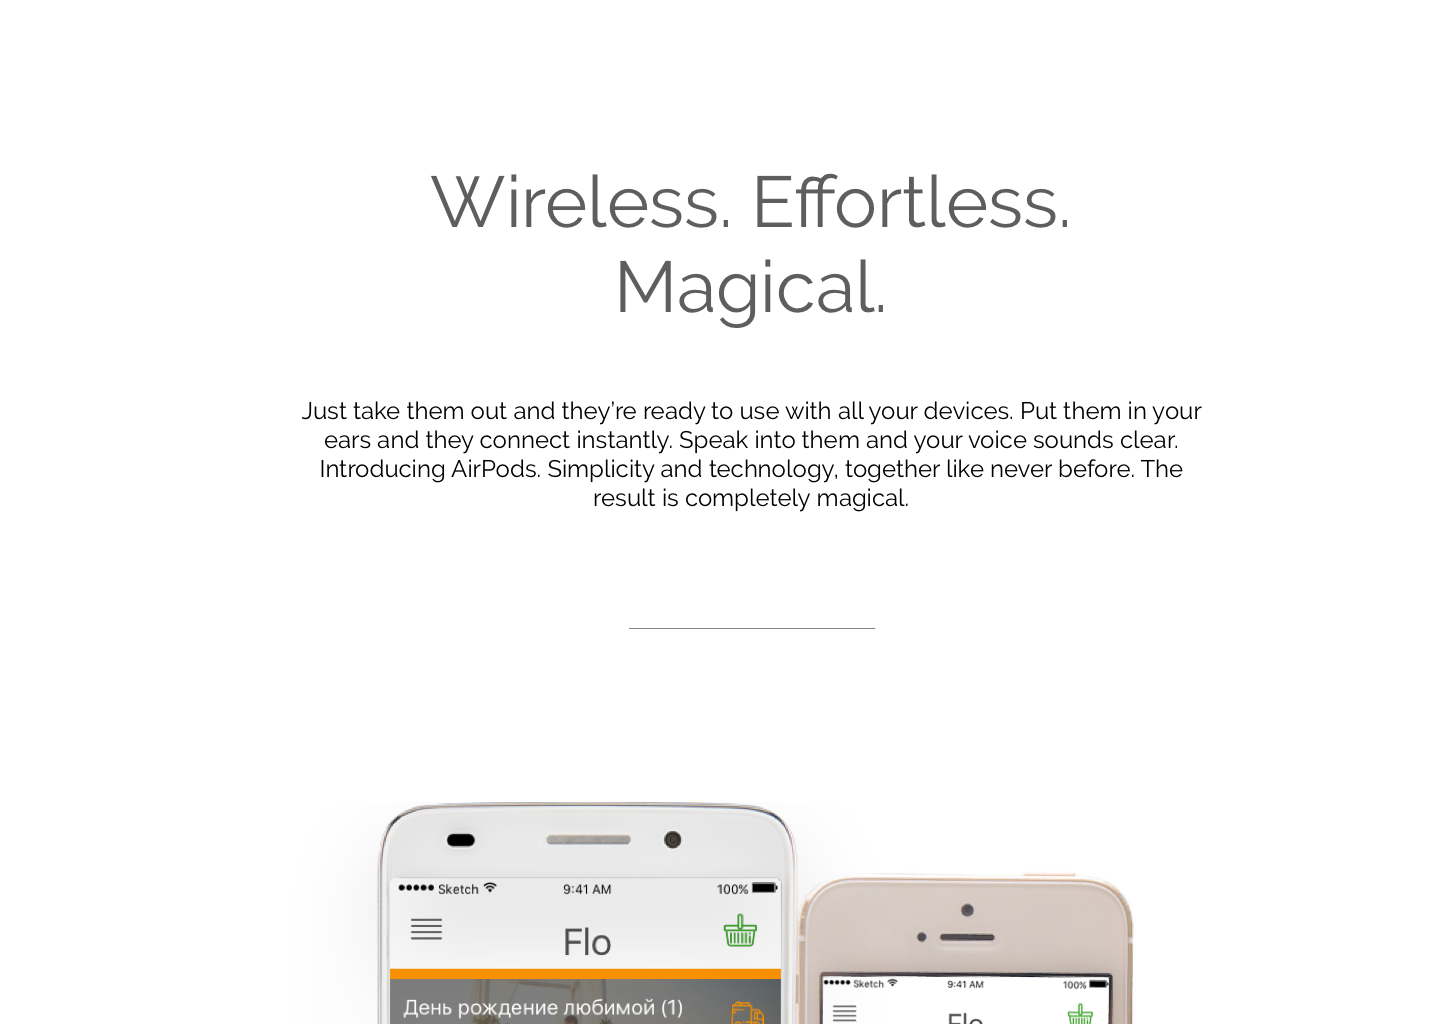 Wireless. Effortless.
Magical.
Just take them out and they’re ready to use with all your devices. Put them in your
ears and they connect instantly. Speak into them and your voice sounds clear.
Introducing AirPods. Simplicity and technology, together like never before. The
result is completely magical.
Sketch 9:41 AM 100%
Flo
День рождение любимой (1)
Sketch 9:41 AM 100%
Flo